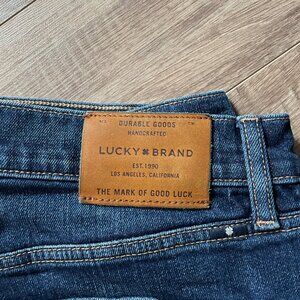 DURABLE GOODS
HANDCRAFTED
LUCKY BRAND
EST. 1990
LOS ANGELES, CALIFORNIA
THE MARK OF GOOD LUCK